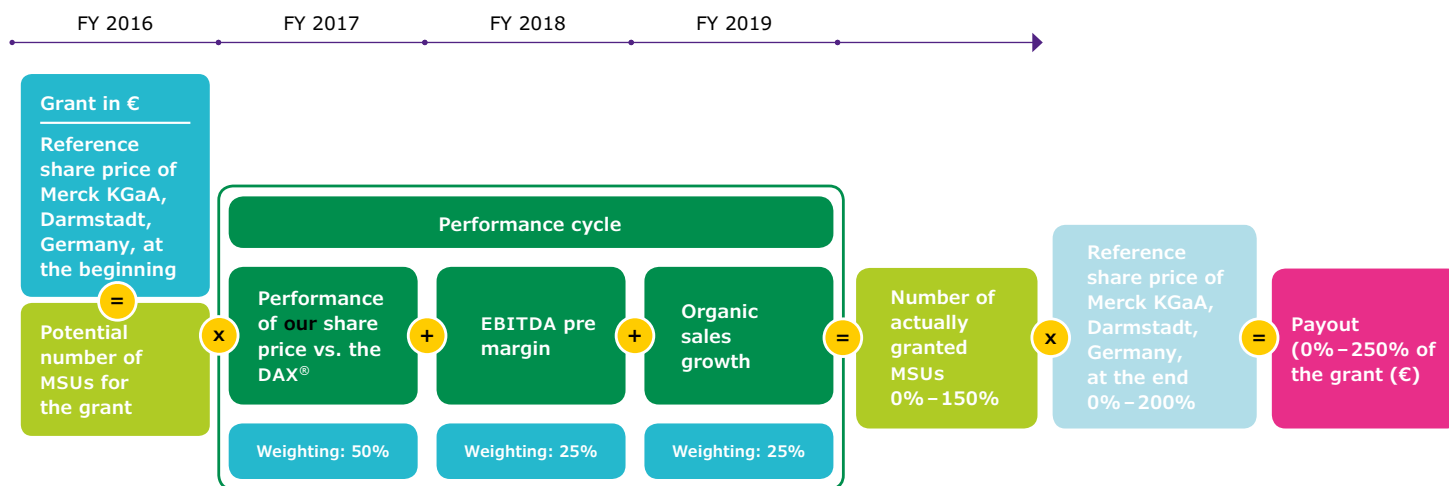 FY 2016
FY 2017
FY 2018
FY 2019
Grant in €
Reference
share price of
Merck KGaA,
Darmstadt,
Germany, at
the beginning
=
Potential
number of
MSUs for
the grant
x
Performance cycle
Performance
of our share
price vs. the
DAX®
+
EBITDA pre
margin
+
Organic
sales
growth
Weighting: 50%
Weighting: 25%
Weighting: 25%
=
Number of
actually
granted
MSUs
0%–150%
x
Reference
share price of
Merck KGaA,
Darmstadt,
Germany,
at the end
0%–200%
=
Payout
(0%–250% of
the grant (€)